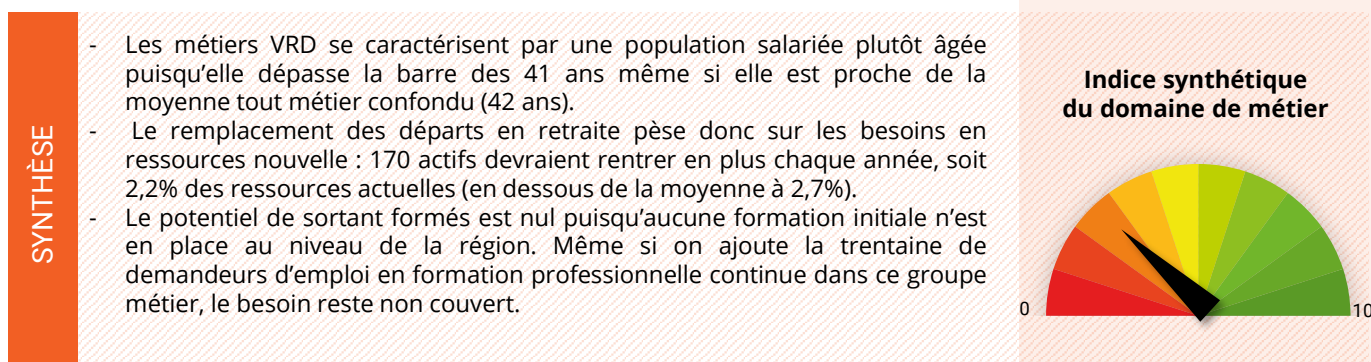 SYNTHÈSE
- Les métiers VRD se caractérisent par une population salariée plutôt âgée
puisqu'elle dépasse la barre des 41 ans même si elle est proche de la
moyenne tout métier confondu (42 ans).
- Le remplacement des départs en retraite pèse donc sur les besoins en
ressources nouvelle : 170 actifs devraient rentrer en plus chaque année, soit
2,2% des ressources actuelles (en dessous de la moyenne à 2,7%).
- Le potentiel de sortant formés est nul puisqu'aucune formation initiale n'est
en place au niveau de la région. Même si on ajoute la trentaine de
demandeurs d'emploi en formation professionnelle continue dans ce groupe
métier, le besoin reste non couvert.
Indice synthétique
du domaine de métier
0
10